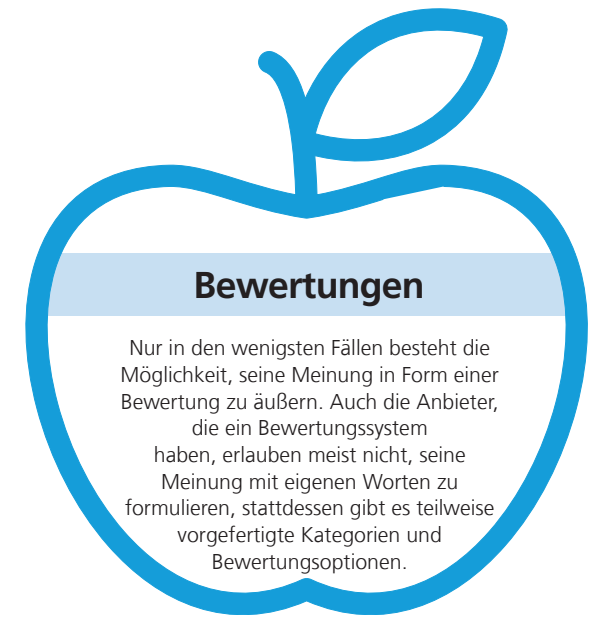 Bewertungen
Nur in den wenigsten Fällen besteht die
Möglichkeit, seine Meinung in Form einer
Bewertung zu äußern. Auch die Anbieter,
die ein Bewertungssystem
haben, erlauben meist nicht, seine
Meinung mit eigenen Worten zu
formulieren, stattdessen gibt es teilweise
vorgefertigte Kategorien und
Bewertungsoptionen.